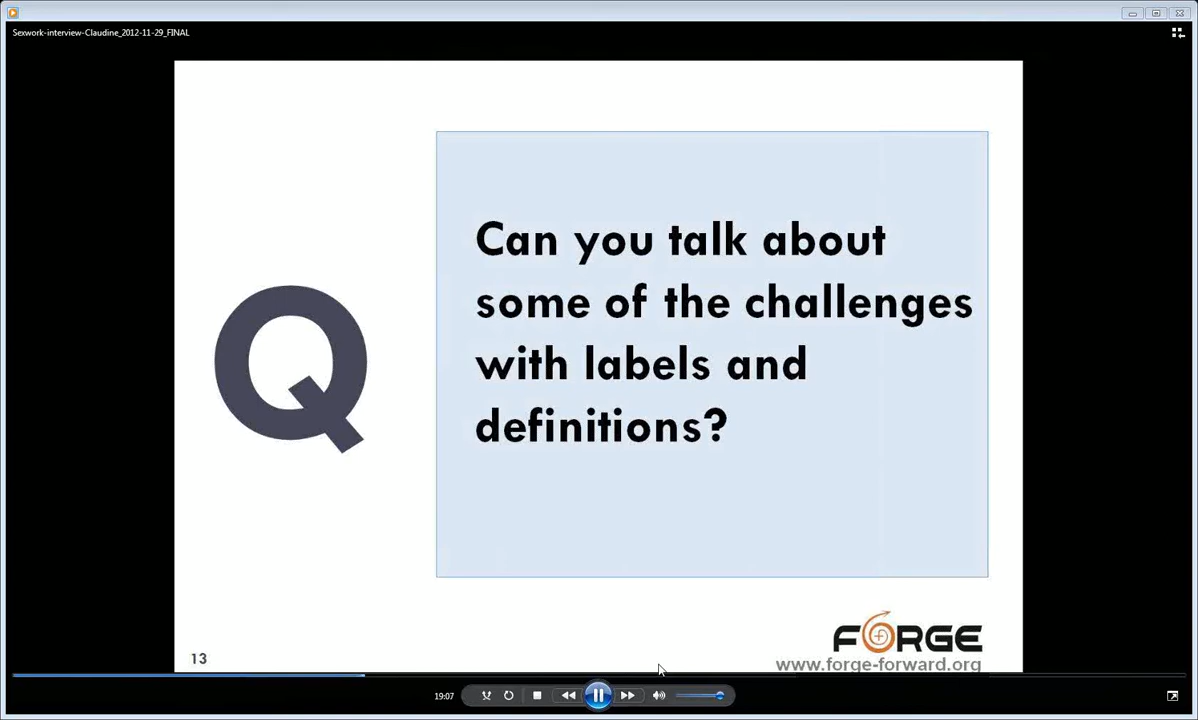 Sexwork-interview-Claudine_2012-11-29_FINAL
Q
Can you talk about
some of the challenges
with labels and
definitions?
FORGE
www.forge-forward.org
13
19:07